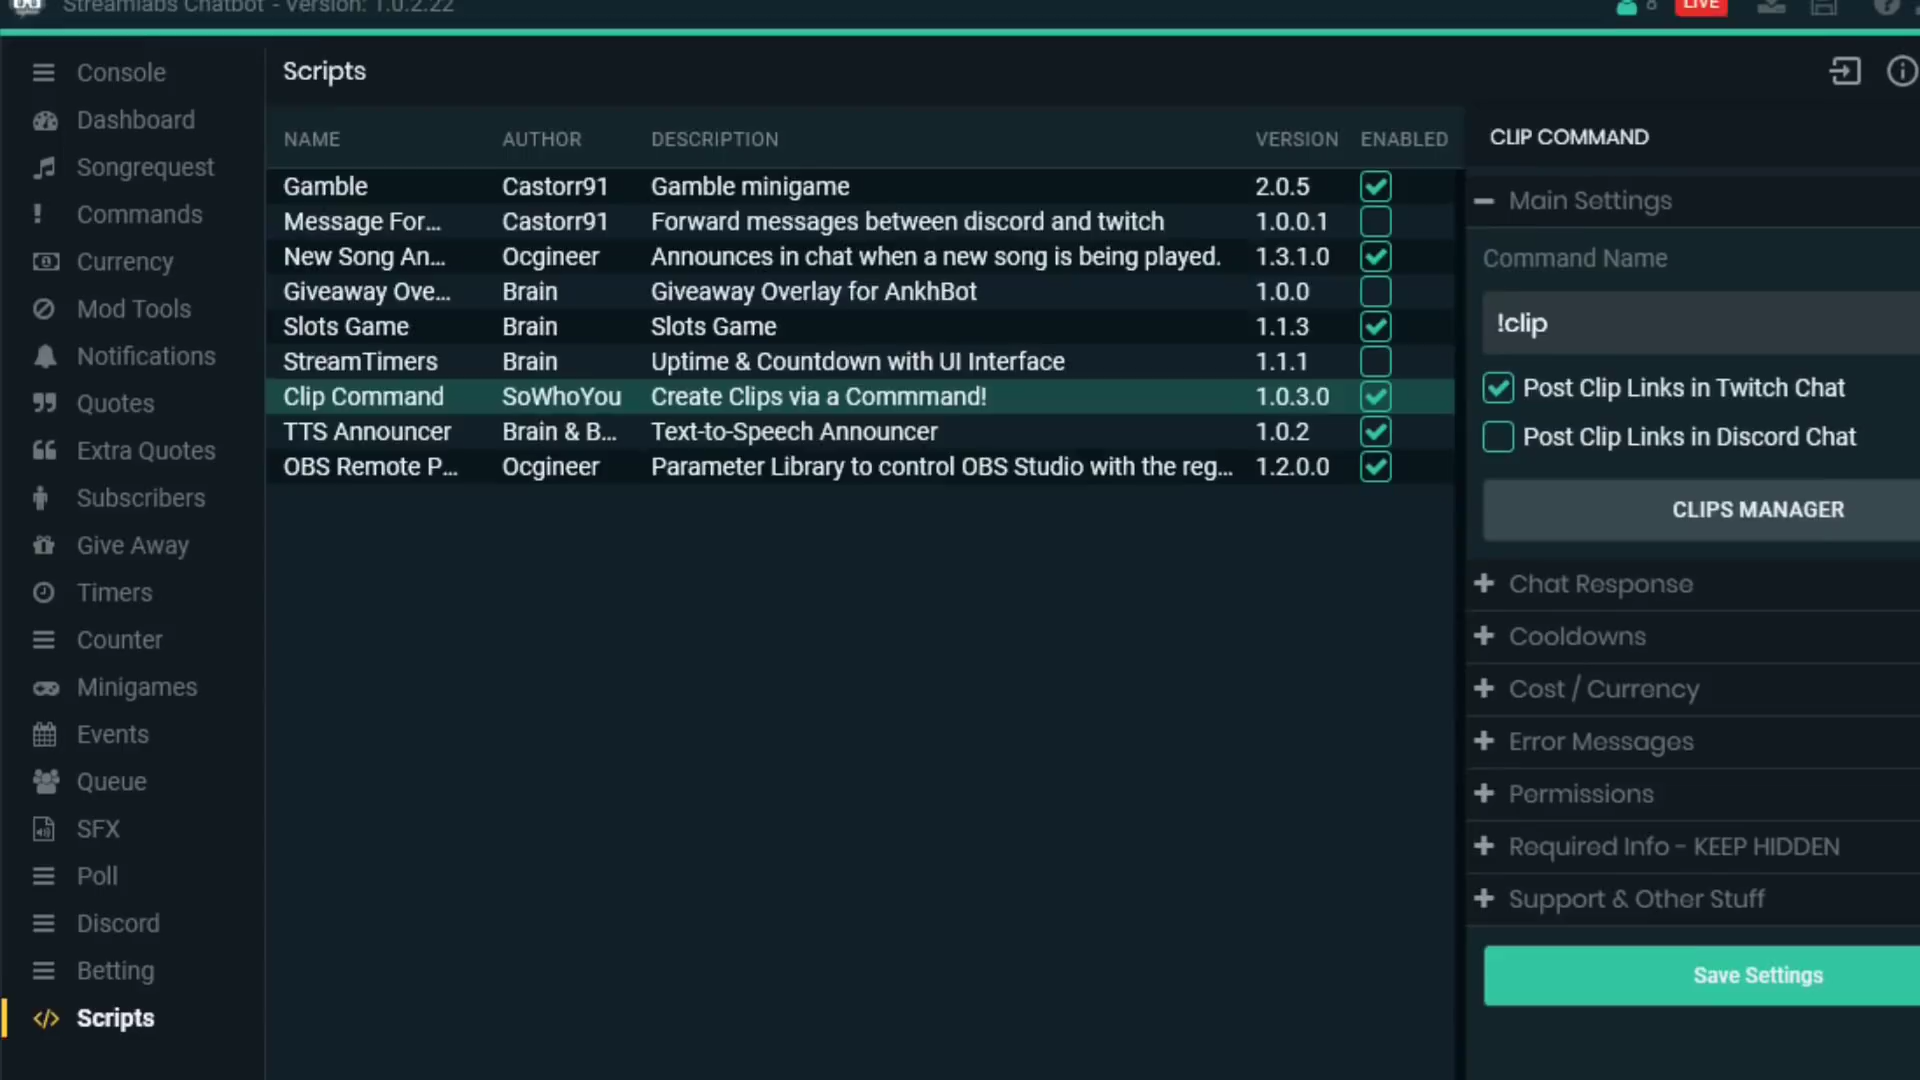 Streamlabs Chatbot - Version: 1.0.2.22
8 LIVE
Console
Dashboard
Songrequest
Commands
Currency
Mod Tools
Notifications
Quotes
Extra Quotes
Subscribers
Give Away
Timers
Counter
Minigames
Events
Queue
SFX
Poll
Discord
Betting
Scripts
Scripts
NAME AUTHOR DESCRIPTION VERSION ENABLED
Gamble Castorr91 Gamble minigame 2.0.5
Message For... Castorr91 Forward messages between discord and twitch 1.0.0.1
New Song An... Ocgineer Announces in chat when a new song is being played. 1.3.1.0
Giveaway Ove... Brain Giveaway Overlay for AnkhBot 1.0.0
Slots Game Brain Slots Game 1.1.3
StreamTimers Brain Uptime & Countdown with UI Interface 1.1.1
Clip Command SoWhoYou Create Clips via a Commmand! 1.0.3.0
TTS Announcer Brain & B... Text-to-Speech Announcer 1.0.2
OBS Remote P... Ocgineer Parameter Library to control OBS Studio with the reg... 1.2.0.0
CLIP COMMAND
Main Settings
Command Name
!clip
Post Clip Links in Twitch Chat
Post Clip Links in Discord Chat
CLIPS MANAGER
Chat Response
Cooldowns
Cost / Currency
Error Messages
Permissions
Required Info - KEEP HIDDEN
Support & Other Stuff
Save Settings